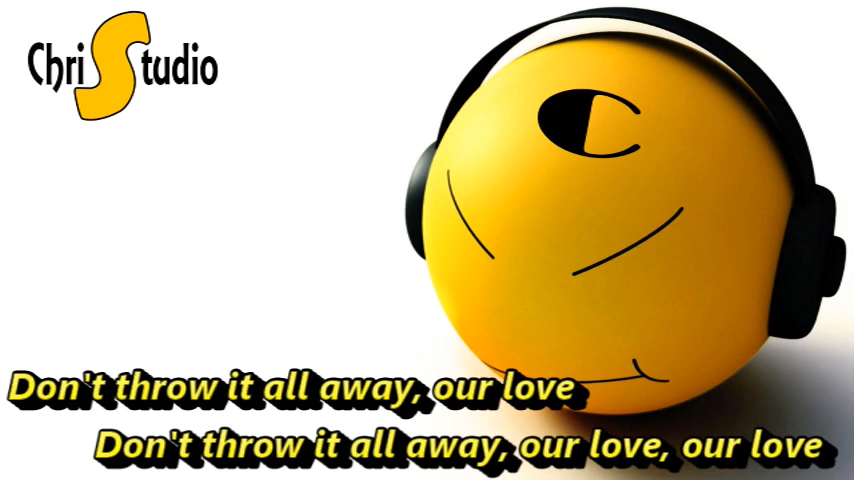 ChriStudio
C
Don't throw it all away, our love
Don't throw it all away, our love, our love